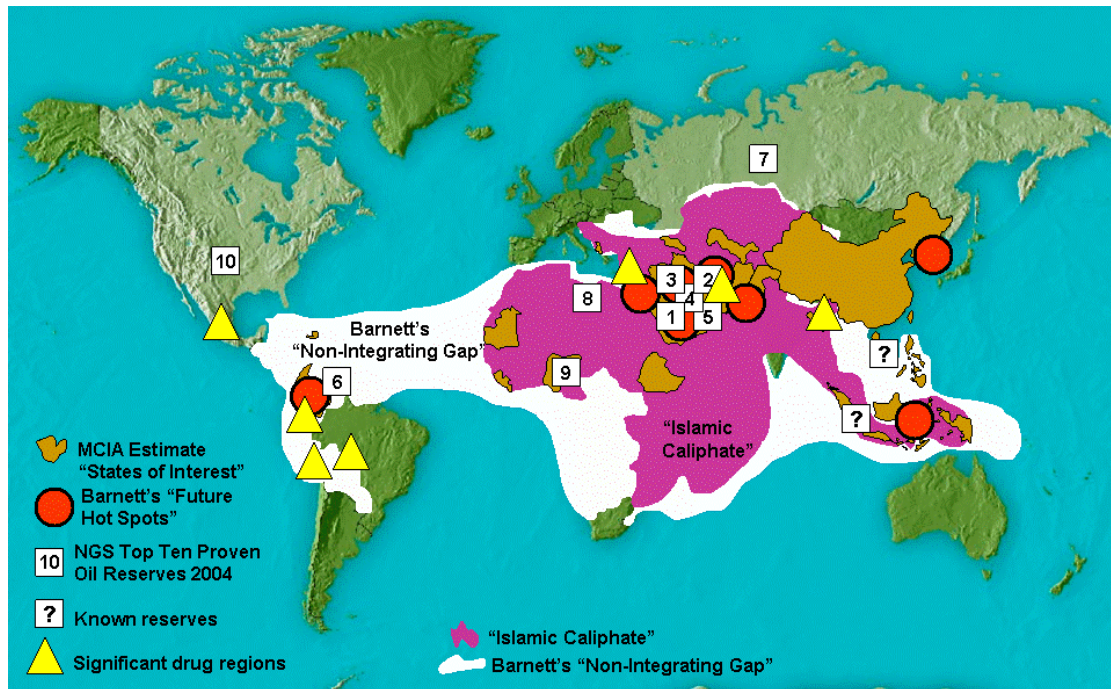 7
10
3
2
4
8
1
5
Barnett's
"Non-Integrating Gap"
?
9
6
?
"Islamic
Caliphate"
MCIA Estimate
"States of Interest"
Barnett's "Future
Hot Spots"
10
NGS Top Ten Proven
Oil Reserves 2004
?
Known reserves
Significant drug regions
"Islamic Caliphate"
Barnett's "Non-Integrating Gap"